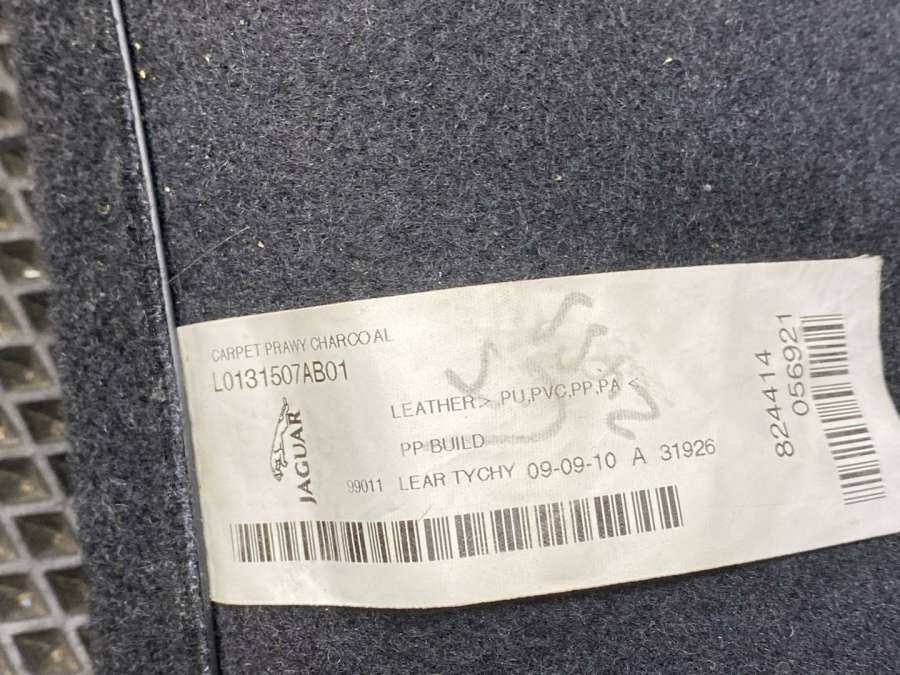 CARPET PRAWY CHARCOAL
L0131507AB01
JAGUAR
LEATHER> PU,PVC,PP,PA <
PP BUILD
99011 LEAR TYCHY 09-09-10 A 31926
824414
056921